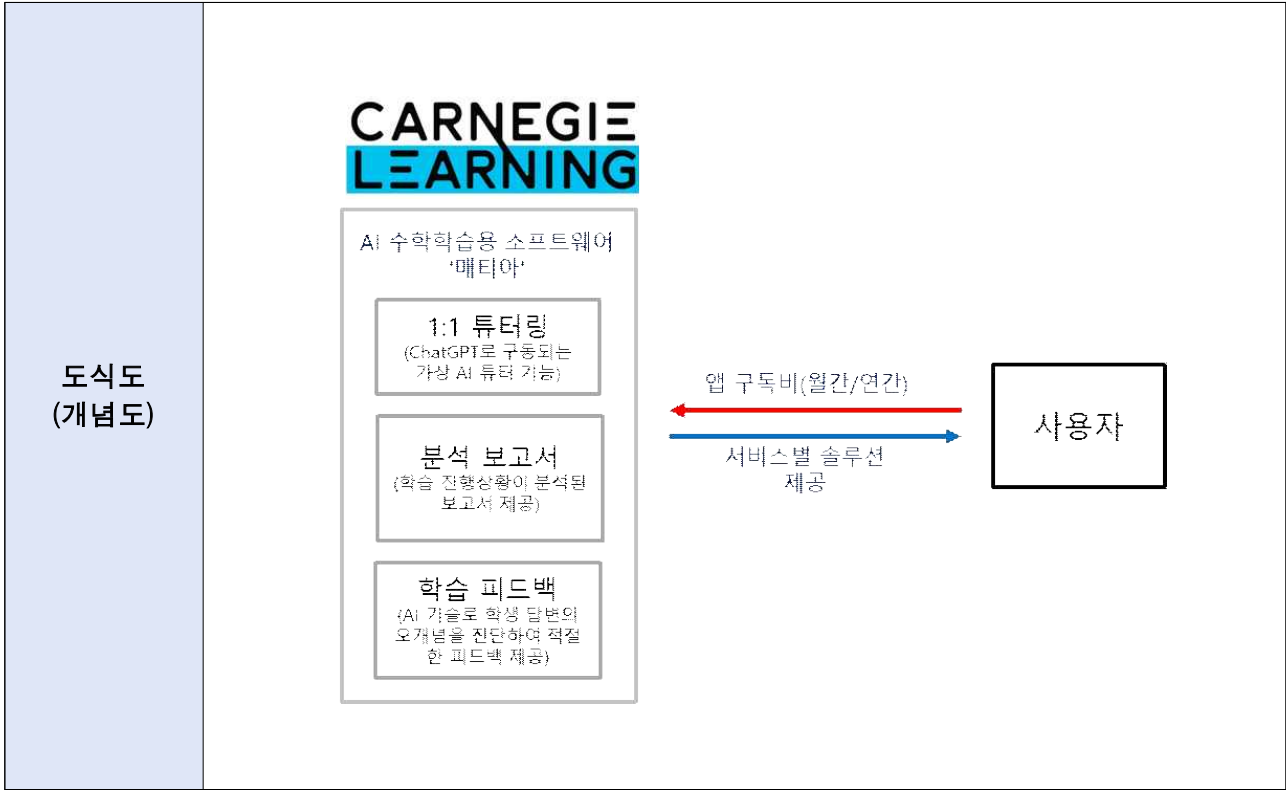 도식도
(개념도)
CARNEGIE
LEARNING
AI 수학학습용 소프트웨어
'매티아'
1:1 튜터링
(ChatGPT로 구동되는
가상 AI 튜터 기능)
분석 보고서
(학습 진행상황이 분석된
보고서 제공)
학습 피드백
(AI 기술로 학생 답변의
오개념을 진단하여 적절
한 피드백 제공)
앱 구독비(월간/연간)
서비스별 솔루션
제공
사용자